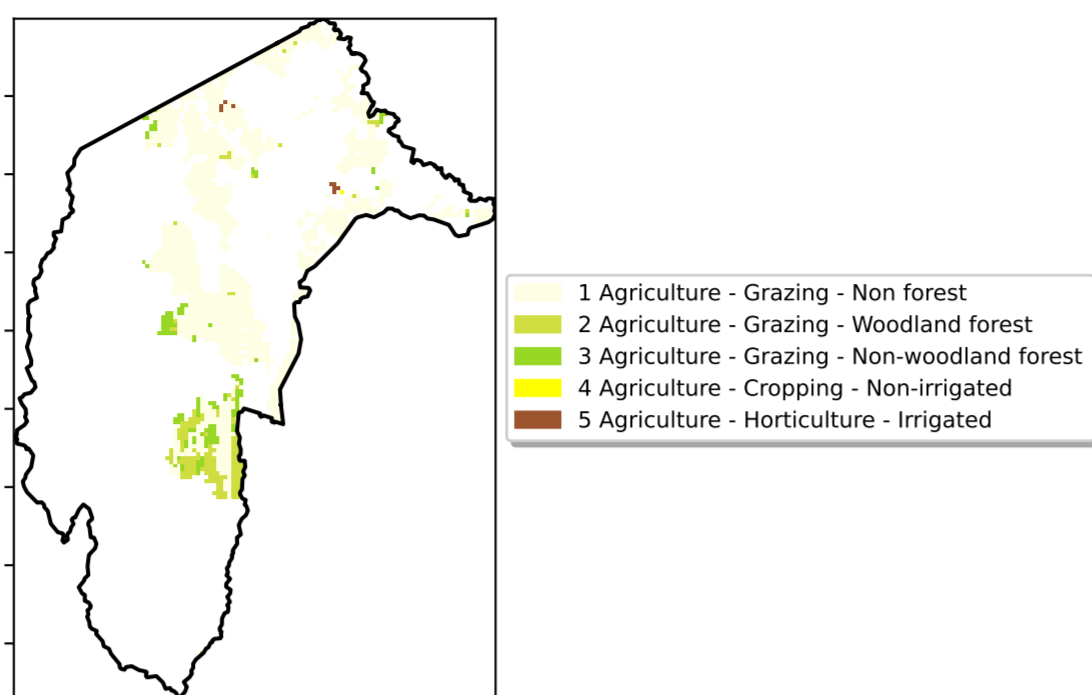 1 Agriculture - Grazing - Non forest
2 Agriculture - Grazing - Woodland forest
3 Agriculture - Grazing - Non-woodland forest
4 Agriculture - Cropping - Non-irrigated
5 Agriculture - Horticulture - Irrigated